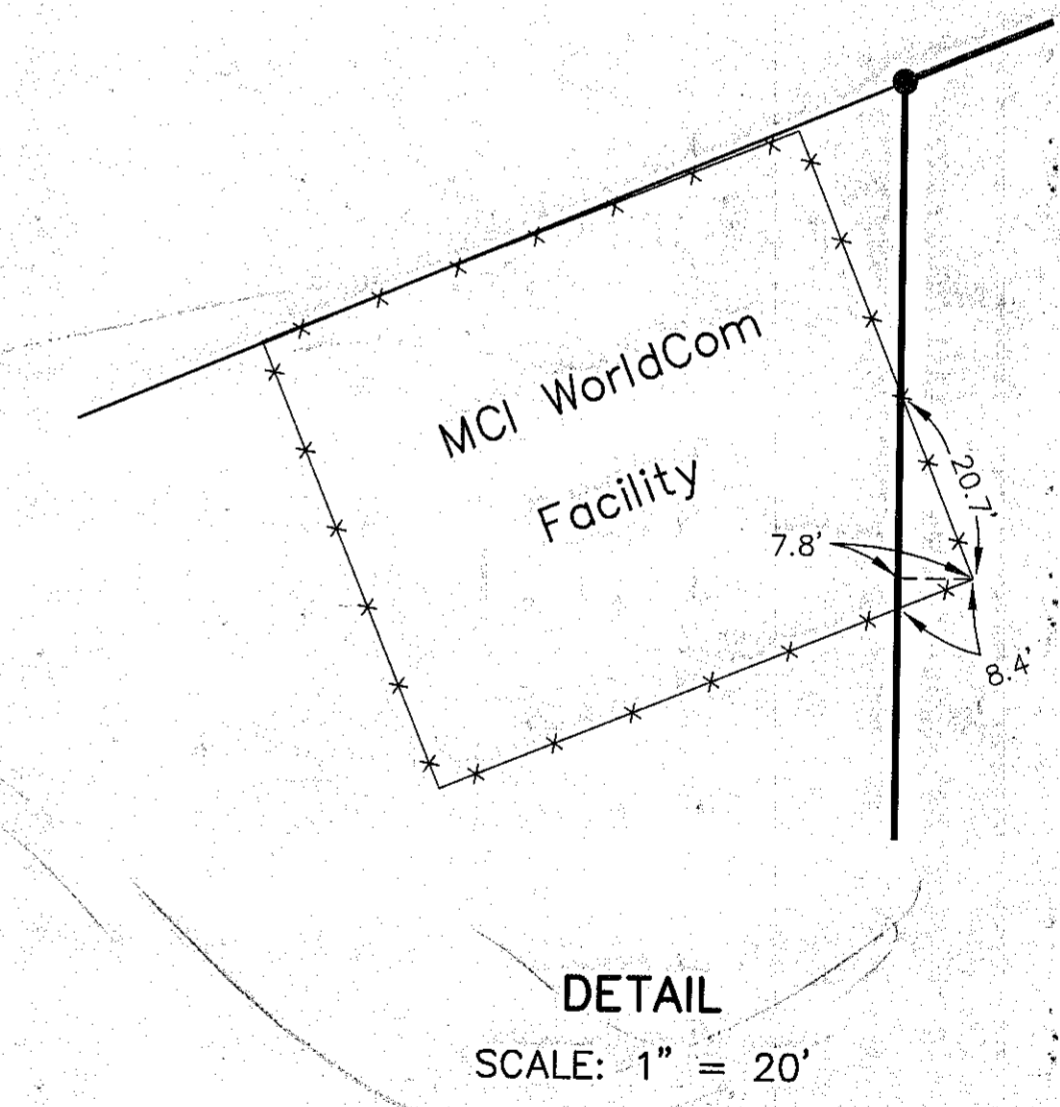 MCI WorldCom
Facility
20.7'
7.8'
8.4'
DETAIL
SCALE: 1" = 20'